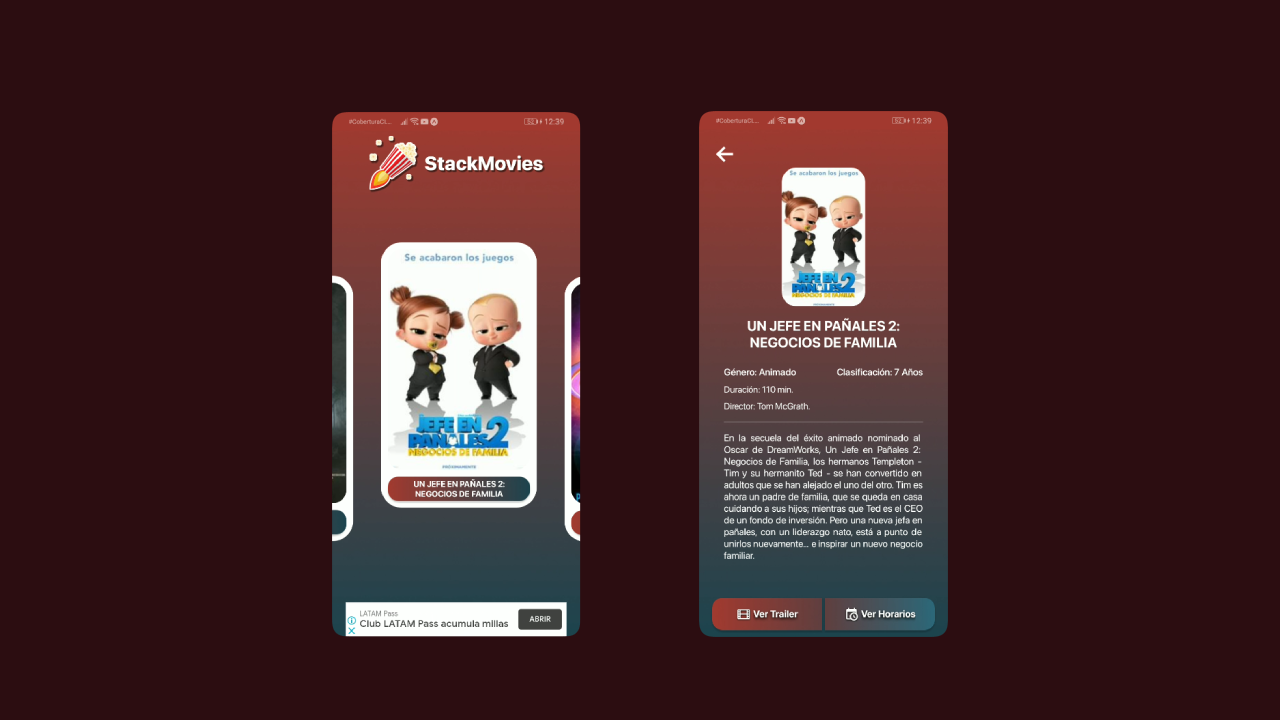 #CoberturaCl...
12:39
StackMovies
Se acabaron los juegos
JEFE EN
PAÑALES 2
NEGOCIOS DE FAMILIA
PRÓXIMAMENTE
UN JEFE EN PAÑALES 2:
NEGOCIOS DE FAMILIA
LATAM Pass
Club LATAM Pass acumula millas
ABRIR
#CoberturaCl...
12:39
Se acabaron los juegos
JEFE EN
PAÑALES 2
NEGOCIOS DE FAMILIA
UN JEFE EN PAÑALES 2:
NEGOCIOS DE FAMILIA
Género: Animado
Clasificación: 7 Años
Duración: 110 min.
Director: Tom McGrath.
En la secuela del éxito animado nominado al
Oscar de DreamWorks, Un Jefe en Pañales 2:
Negocios de Familia, los hermanos Templeton -
Tim y su hermanito Ted - se han convertido en
adultos que se han alejado el uno del otro. Tim es
ahora un padre de familia, que se queda en casa
cuidando a sus hijos; mientras que Ted es el CEO
de un fondo de inversión. Pero una nueva jefa en
pañales, con un liderazgo nato, está a punto de
unirlos nuevamente... e inspirar un nuevo negocio
familiar.
Ver Trailer
Ver Horarios